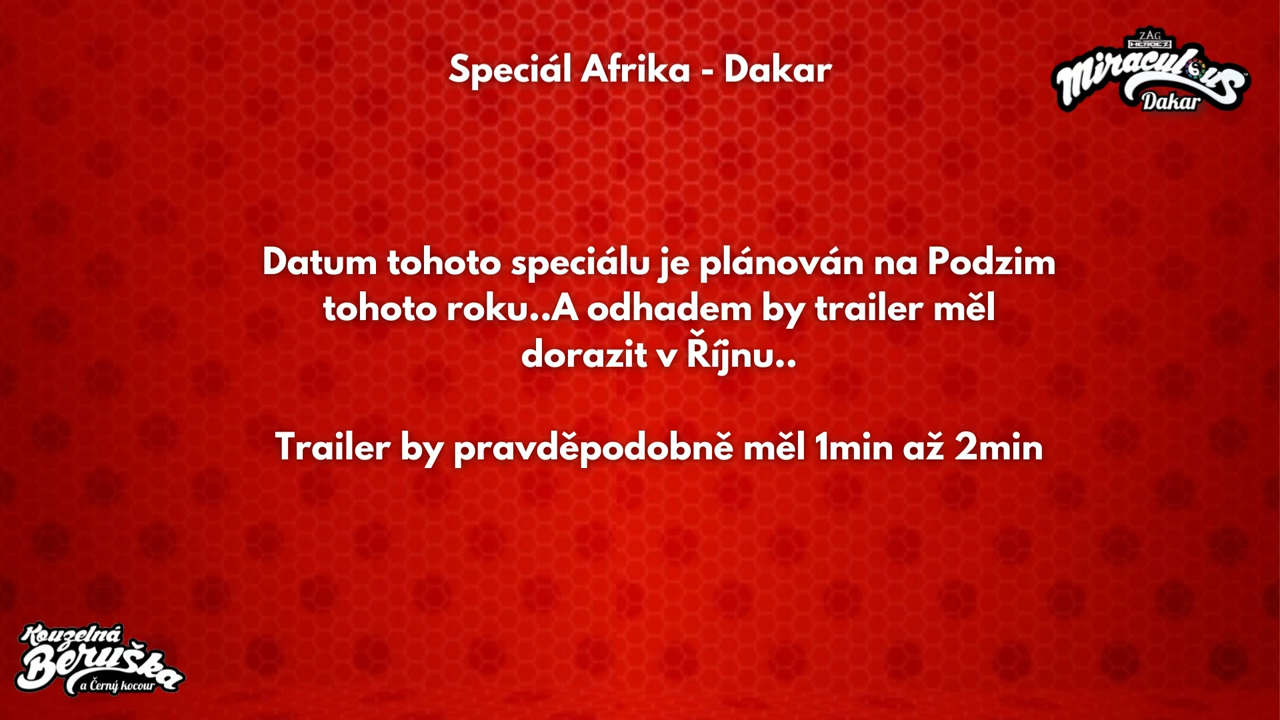 Speciál Afrika - Dakar
ZAG
HEROEZ
Miraculous
Dakar
Datum tohoto speciálu je plánován na Podzim
tohoto roku..A odhadem by trailer měl
dorazit v Říjnu..
Trailer by pravděpodobně měl 1min až 2min
Kouzelná
Beruška
a Černý kocour